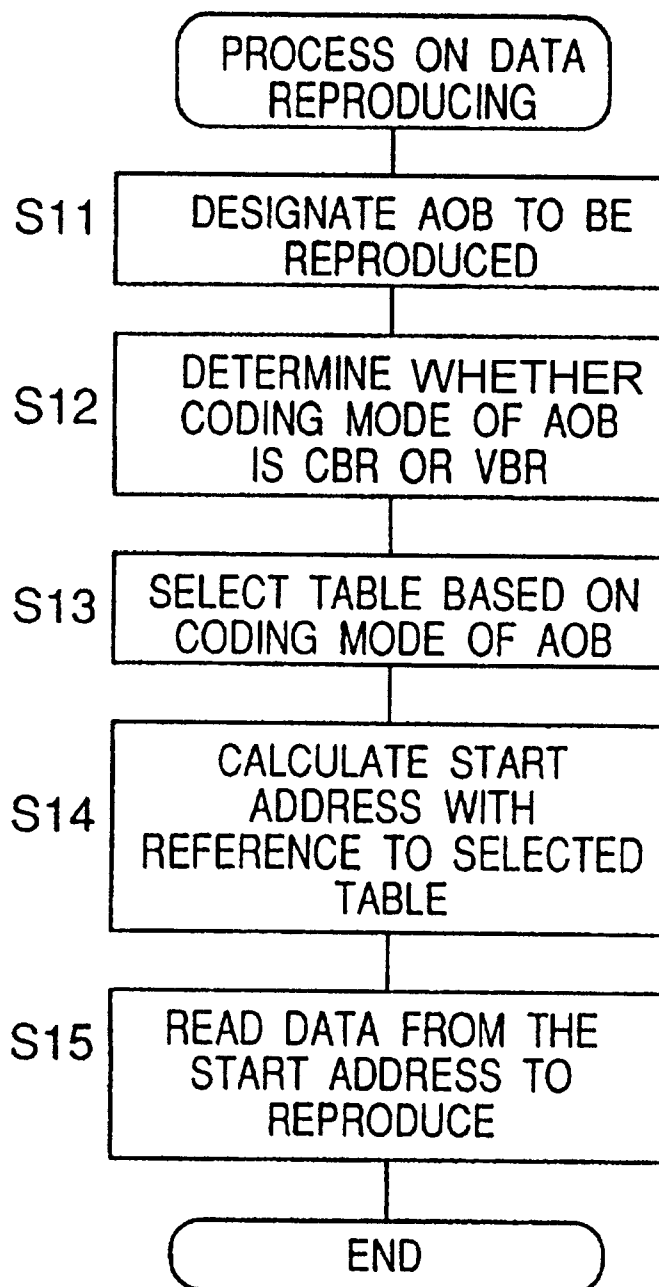 PROCESS ON DATA
REPRODUCING
S11
DESIGNATE AOB TO BE
REPRODUCED
S12
DETERMINE WHETHER
CODING MODE OF AOB
IS CBR OR VBR
S13
SELECT TABLE BASED ON
CODING MODE OF AOB
S14
CALCULATE START
ADDRESS WITH
REFERENCE TO SELECTED
TABLE
S15
READ DATA FROM THE
START ADDRESS TO
REPRODUCE
END